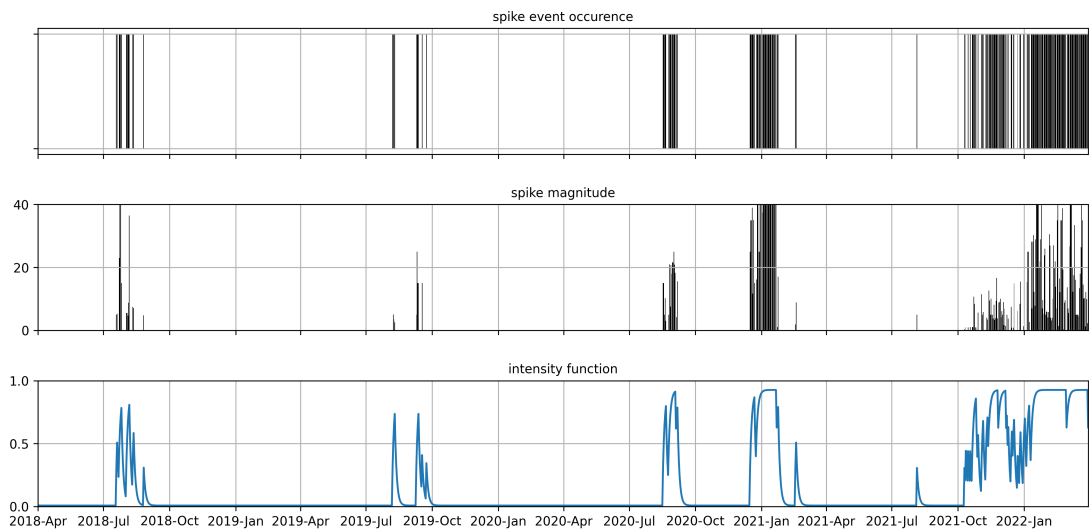 spike event occurence
spike magnitude
40
20
0
intensity function
1.0
0.5
0.0
2018-Apr 2018-Jul 2018-Oct 2019-Jan 2019-Apr 2019-Jul 2019-Oct 2020-Jan 2020-Apr 2020-Jul 2020-Oct 2021-Jan 2021-Apr 2021-Jul 2021-Oct 2022-Jan